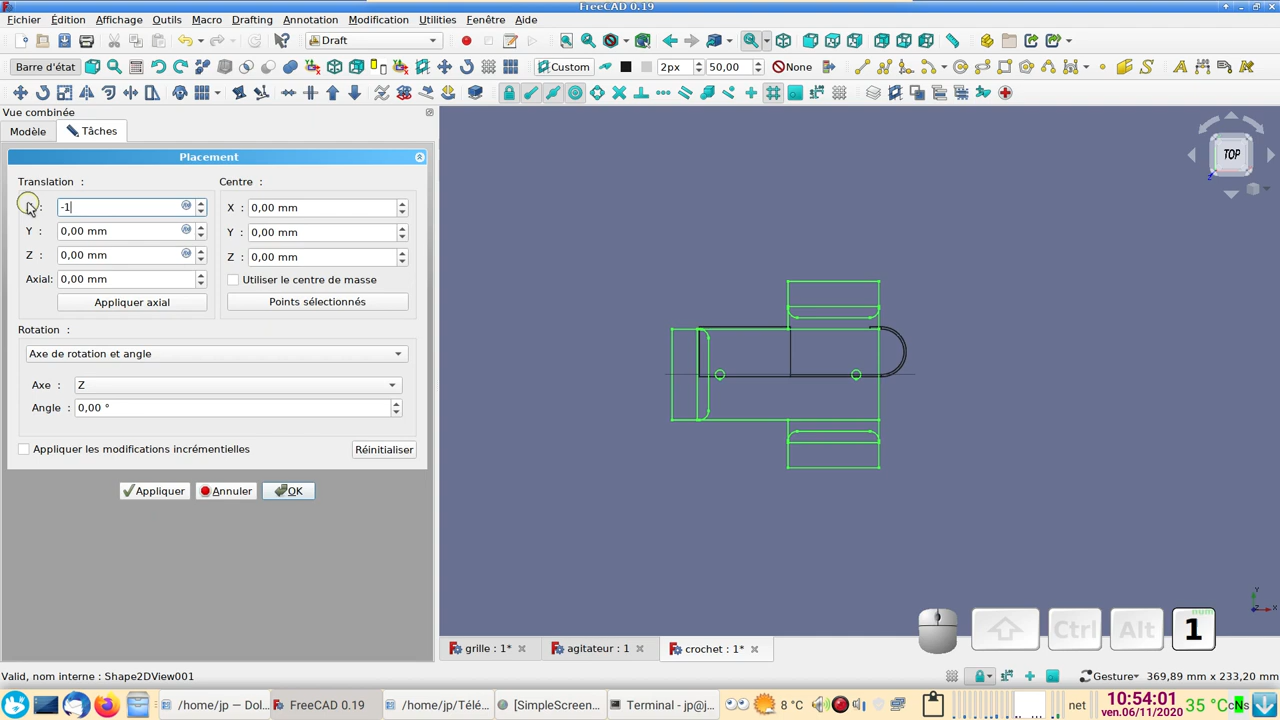 FreeCAD 0.19
Fichier Édition Affichage Outils Macro Drafting Annotation Modification Utilities Fenêtre Aide
Draft
Barre d'état Custom 2px 50,00 None
Vue combinée
Modèle Tâches
Placement
Translation : Centre :
: -1 X : 0,00 mm
Y : 0,00 mm Y : 0,00 mm
Z : 0,00 mm Z : 0,00 mm
Axial: 0,00 mm Utiliser le centre de masse
Appliquer axial Points sélectionnés
Rotation :
Axe de rotation et angle
Axe : Z
Angle : 0,00 °
Appliquer les modifications incrémentielles Réinitialiser
Appliquer Annuler OK
TOP
Y
X
Z
Ctrl Alt 1
num
grille : 1* agitateur : 1 crochet : 1*
Valid, nom interne : Shape2DView001 Gesture 369,89 mm x 233,20 mm
/home/jp — Dol... FreeCAD 0.19 /home/jp/Télé... [SimpleScreen... Terminal - jp@j... 8 °C net 10:54:01 35 °C
ven.06/11/2020